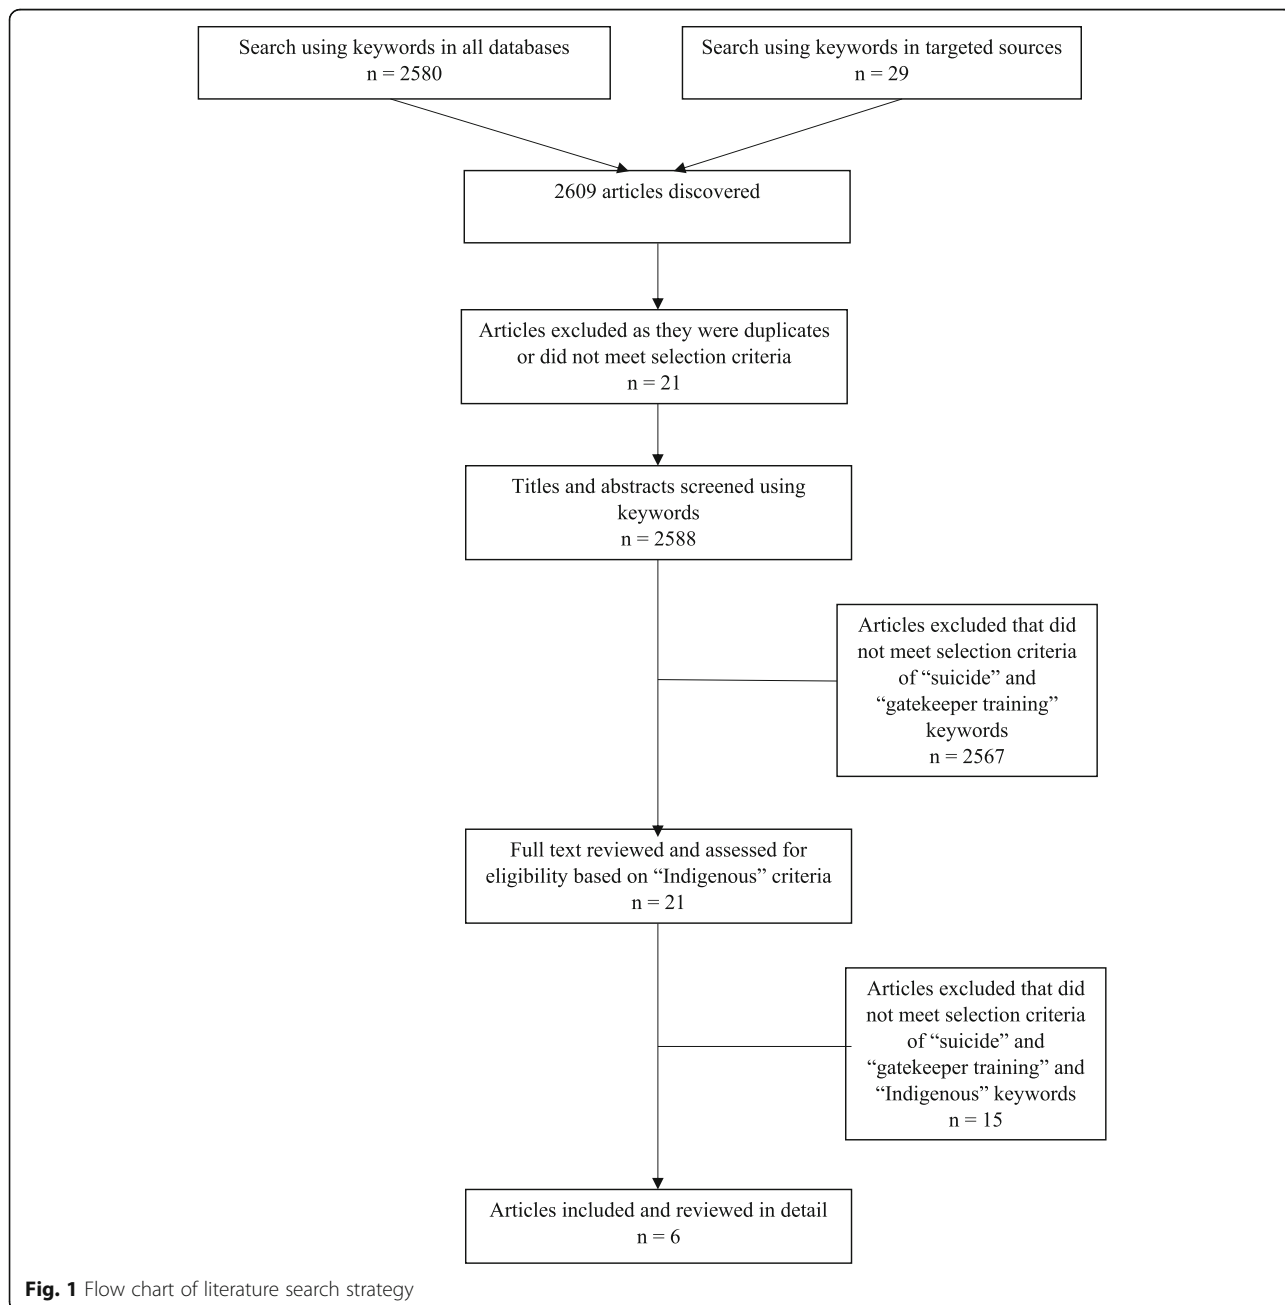 Search using keywords in all databases
n = 2580
Search using keywords in targeted sources
n = 29
2609 articles discovered
Articles excluded as they were duplicates
or did not meet selection criteria
n = 21
Titles and abstracts screened using
keywords
n = 2588
Articles excluded that did
not meet selection criteria
of “suicide” and
“gatekeeper training”
keywords
n = 2567
Full text reviewed and assessed for
eligibility based on “Indigenous” criteria
n = 21
Articles excluded that did
not meet selection criteria
of “suicide” and
“gatekeeper training” and
“Indigenous” keywords
n = 15
Articles included and reviewed in detail
n = 6
Fig. 1 Flow chart of literature search strategy